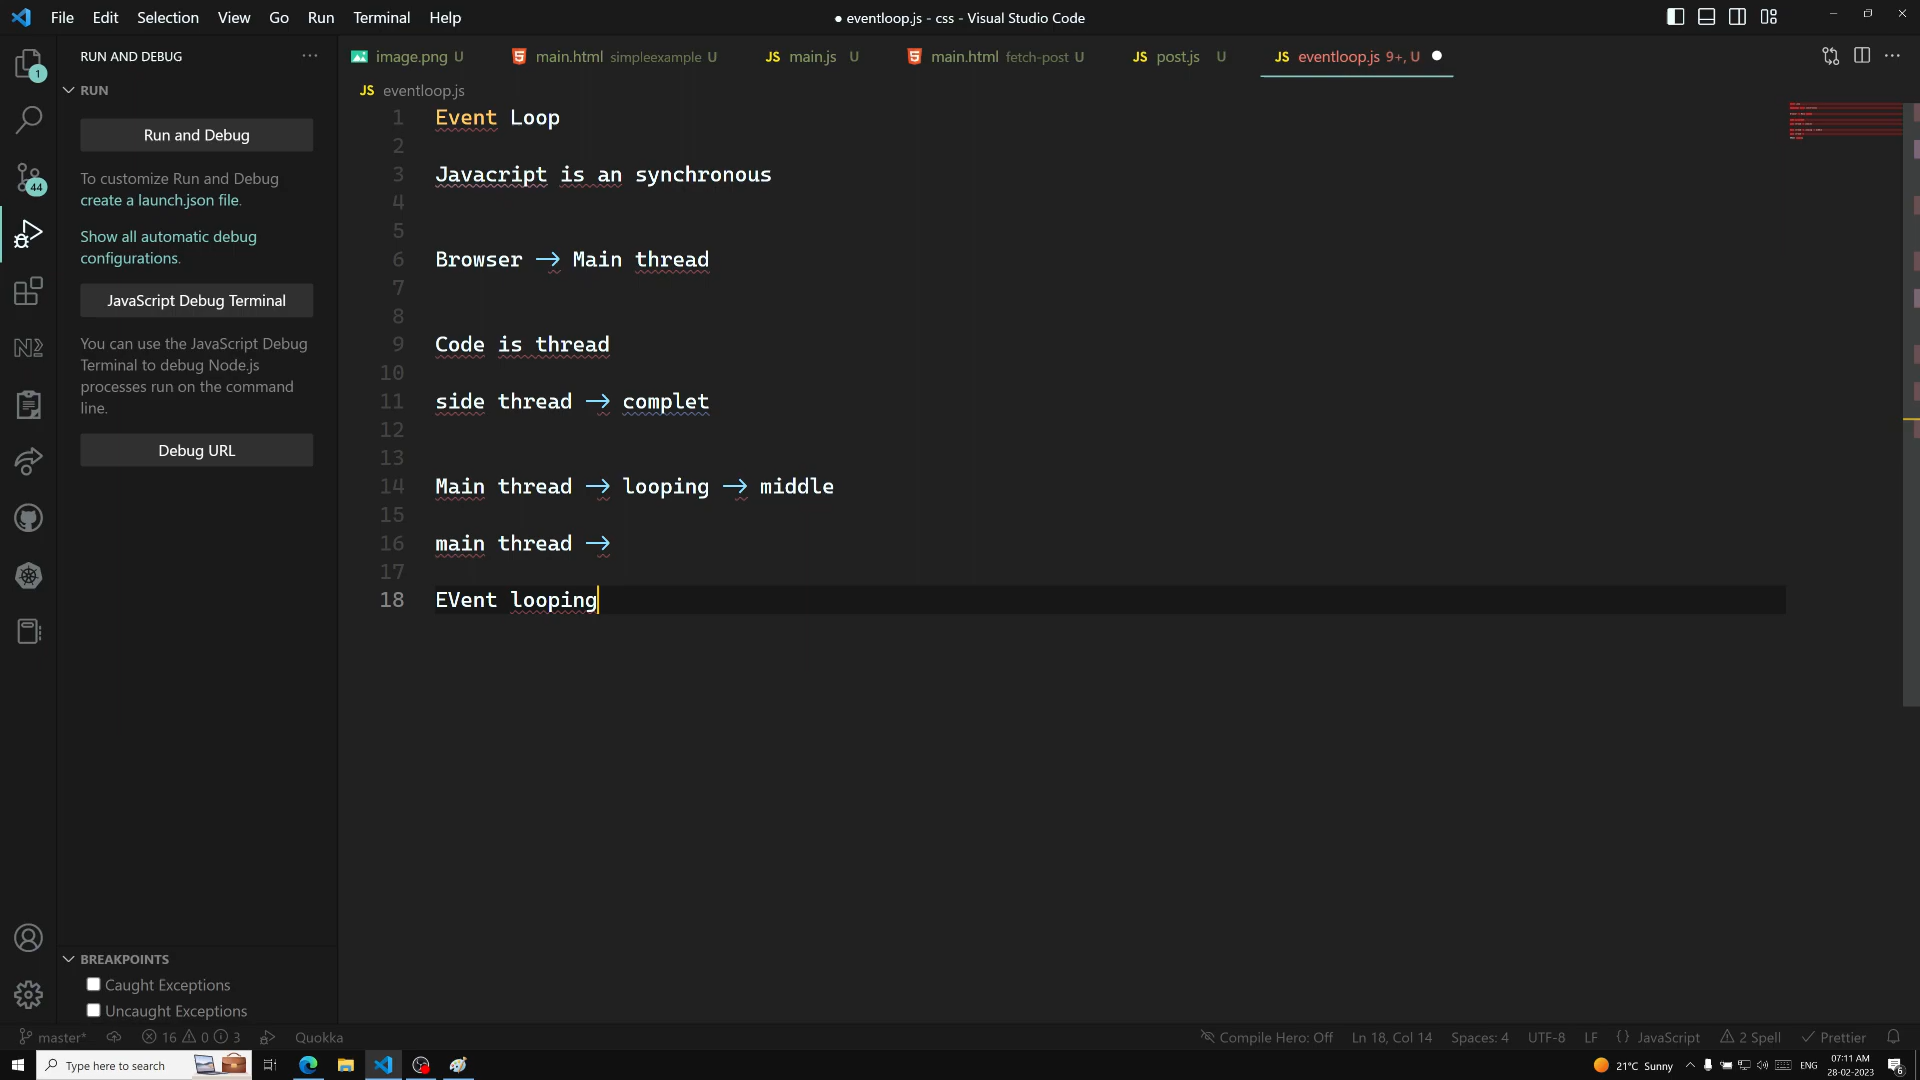 File Edit Selection View Go Run Terminal Help
● eventloop.js - css - Visual Studio Code
RUN AND DEBUG
image.png U
main.html simpleexample U
JS main.js U
main.html fetch-post U
JS post.js U
JS eventloop.js 9+, U
RUN
JS eventloop.js
Run and Debug
To customize Run and Debug
create a launch.json file.
Show all automatic debug
configurations.
JavaScript Debug Terminal
You can use the JavaScript Debug
Terminal to debug Node.js
processes run on the command
line.
Debug URL
1
44
1 Event Loop
2
3 Javacript is an synchronous
4
5
6 Browser → Main thread
7
8
9 Code is thread
10
11 side thread → complet
12
13
14 Main thread → looping → middle
15
16 main thread →
17
18 EVent looping
BREAKPOINTS
Caught Exceptions
Uncaught Exceptions
master* 16 0 3 Quokka
Compile Hero: Off Ln 18, Col 14 Spaces: 4 UTF-8 LF {} JavaScript 2 Spell Prettier
Type here to search
21°C Sunny
ENG
07:11 AM
28-02-2023
6